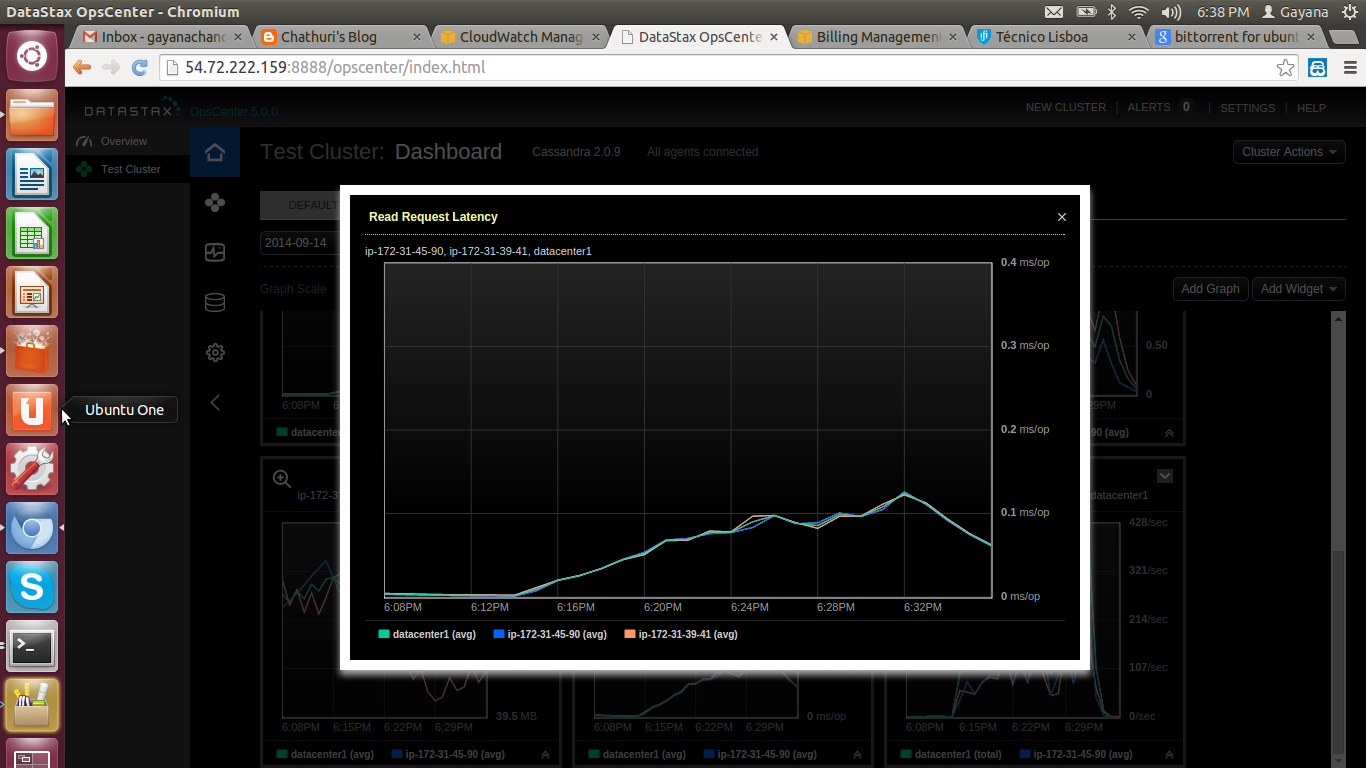 DataStax OpsCenter - Chromium
6:38 PM Gayana
Inbox - gayanachand
Chathuri's Blog
CloudWatch Manag
DataStax OpsCente
Billing Management
Técnico Lisboa
bittorrent for ubunt
54.72.222.159:8888/opscenter/index.html
DATASTAX OpsCenter 5.0.0
NEW CLUSTER | ALERTS 0 | SETTINGS | HELP
Overview
Test Cluster
Test Cluster: Dashboard Cassandra 2.0.9 All agents connected
Cluster Actions
DEFAULT
2014-09-14
Graph Scale
Add Graph Add Widget
Read Request Latency
ip-172-31-45-90, ip-172-31-39-41, datacenter1
0.4 ms/op
0.3 ms/op
0.2 ms/op
0.1 ms/op
0 ms/op
6:08PM 6:12PM 6:16PM 6:20PM 6:24PM 6:28PM 6:32PM
datacenter1 (avg) ip-172-31-45-90 (avg) ip-172-31-39-41 (avg)
Ubuntu One
0.50
0
6:08PM
datacenter
90 (avg)
ip-172-3
datacenter1
428/sec
321/sec
214/sec
107/sec
0/sec
39.5 MB
0 ms/op
6:08PM 6:15PM 6:22PM 6:29PM
6:08PM 6:15PM 6:22PM 6:29PM
6:08PM 6:15PM 6:22PM 6:29PM
datacenter1 (avg) ip-172-31-45-90 (avg)
datacenter1 (avg) ip-172-31-45-90 (avg)
datacenter1 (total) ip-172-31-45-90 (avg)